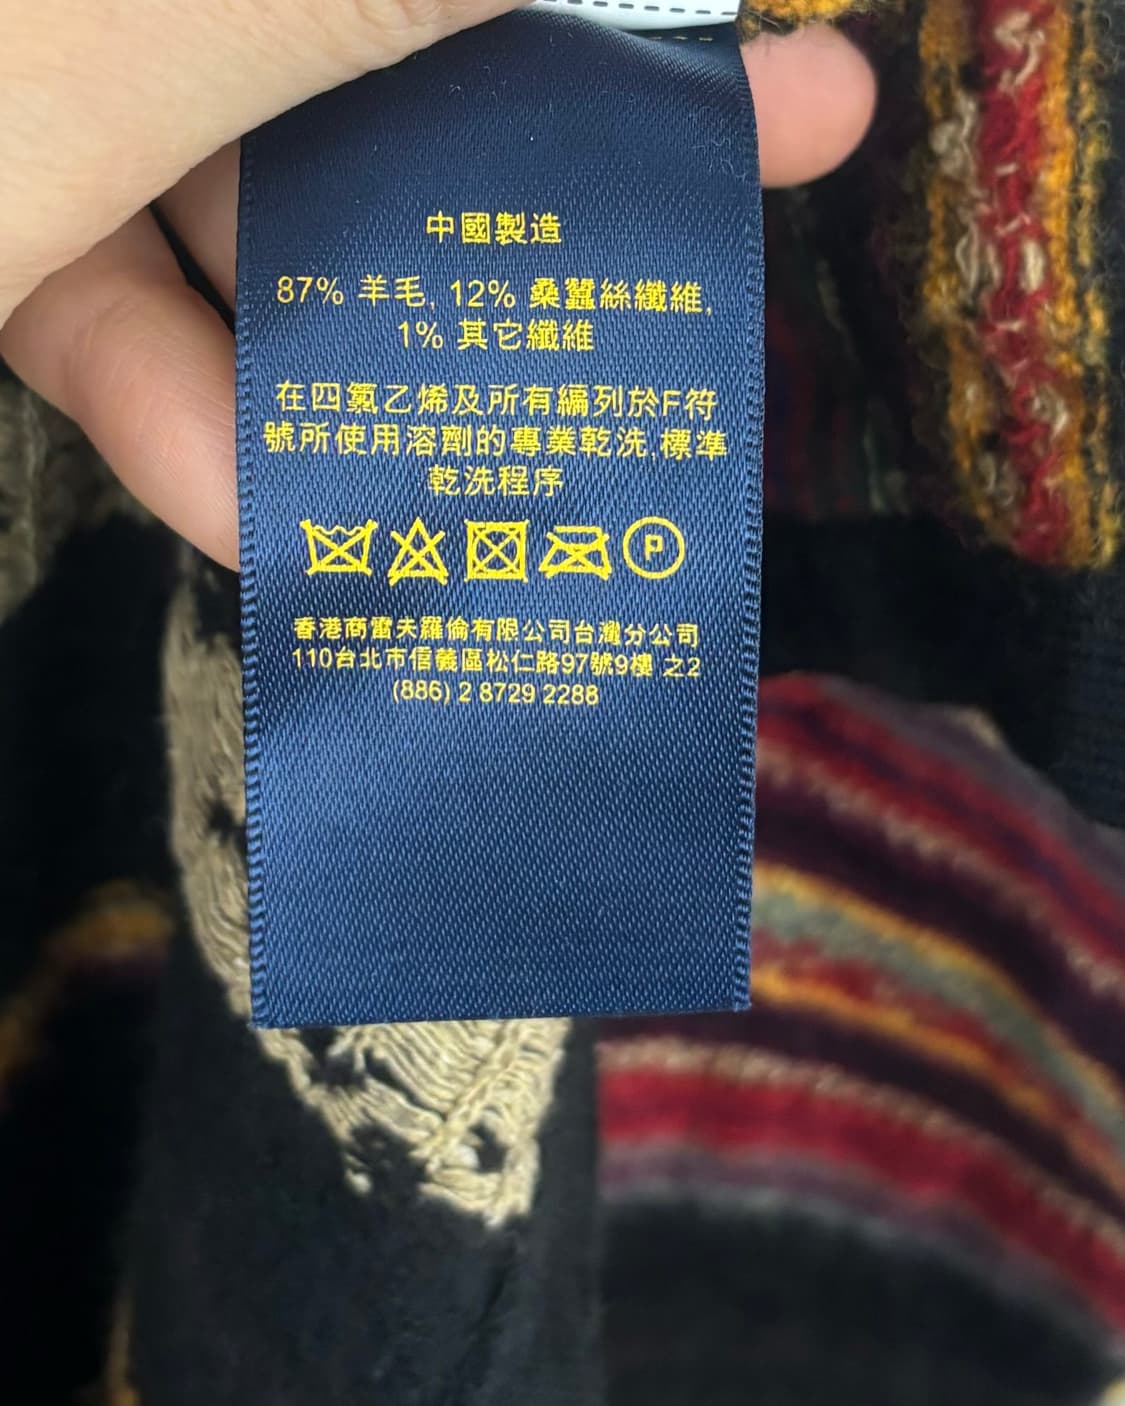 中國製造
87% 羊毛, 12% 桑蠶絲纖維,
1% 其它纖維
在四氯乙烯及所有編列於F符
號所使用溶劑的專業乾洗,標準
乾洗程序
P
香港商雷夫羅倫有限公司台灣分公司
110台北市信義區松仁路97號9樓 之2
(886) 2 8729 2288